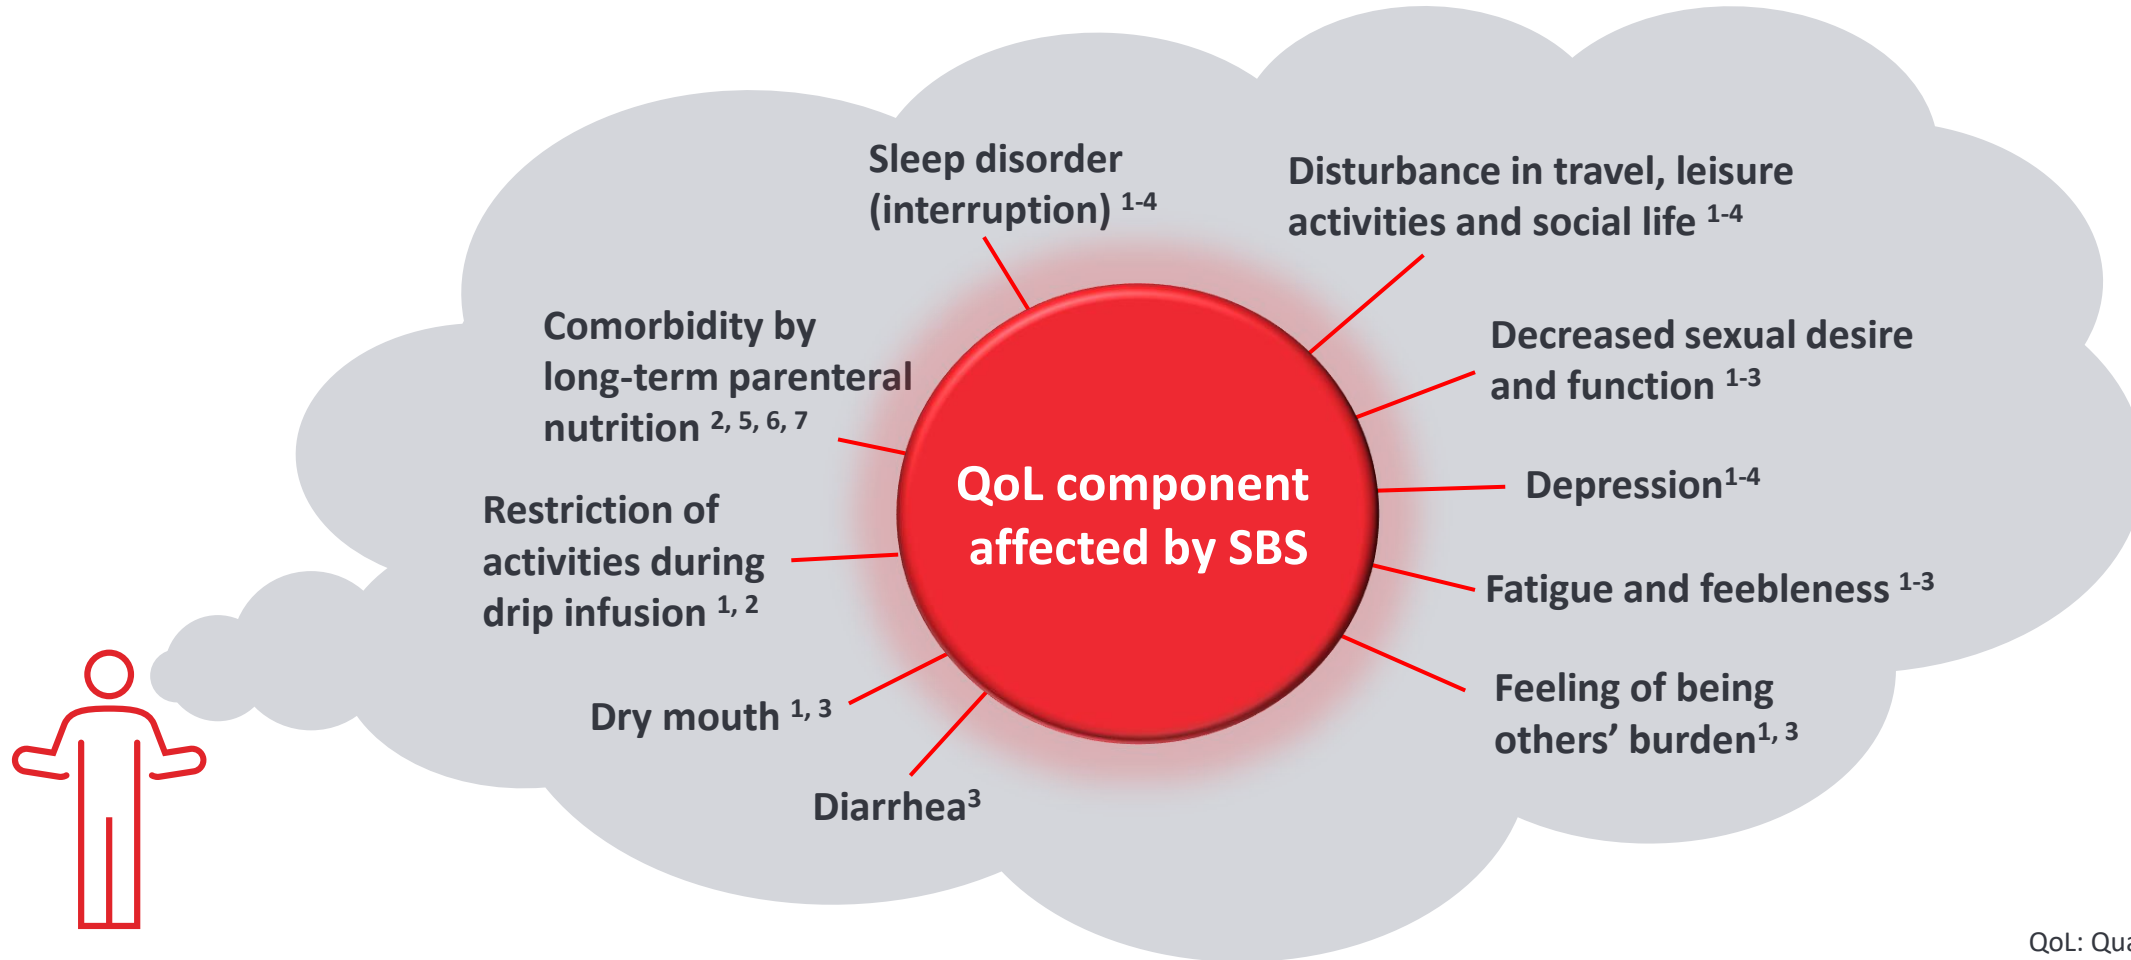 Sleep disorder
(interruption) 1-4
Disturbance in travel, leisure
activities and social life 1-4
Comorbidity by
long-term parenteral
nutrition 2, 5, 6, 7
Decreased sexual desire
and function 1-3
QoL component
affected by SBS
Depression1-4
Restriction of
activities during
drip infusion 1, 2
Fatigue and feebleness 1-3
Dry mouth 1, 3
Feeling of being
others’ burden1, 3
Diarrhea3
QoL: